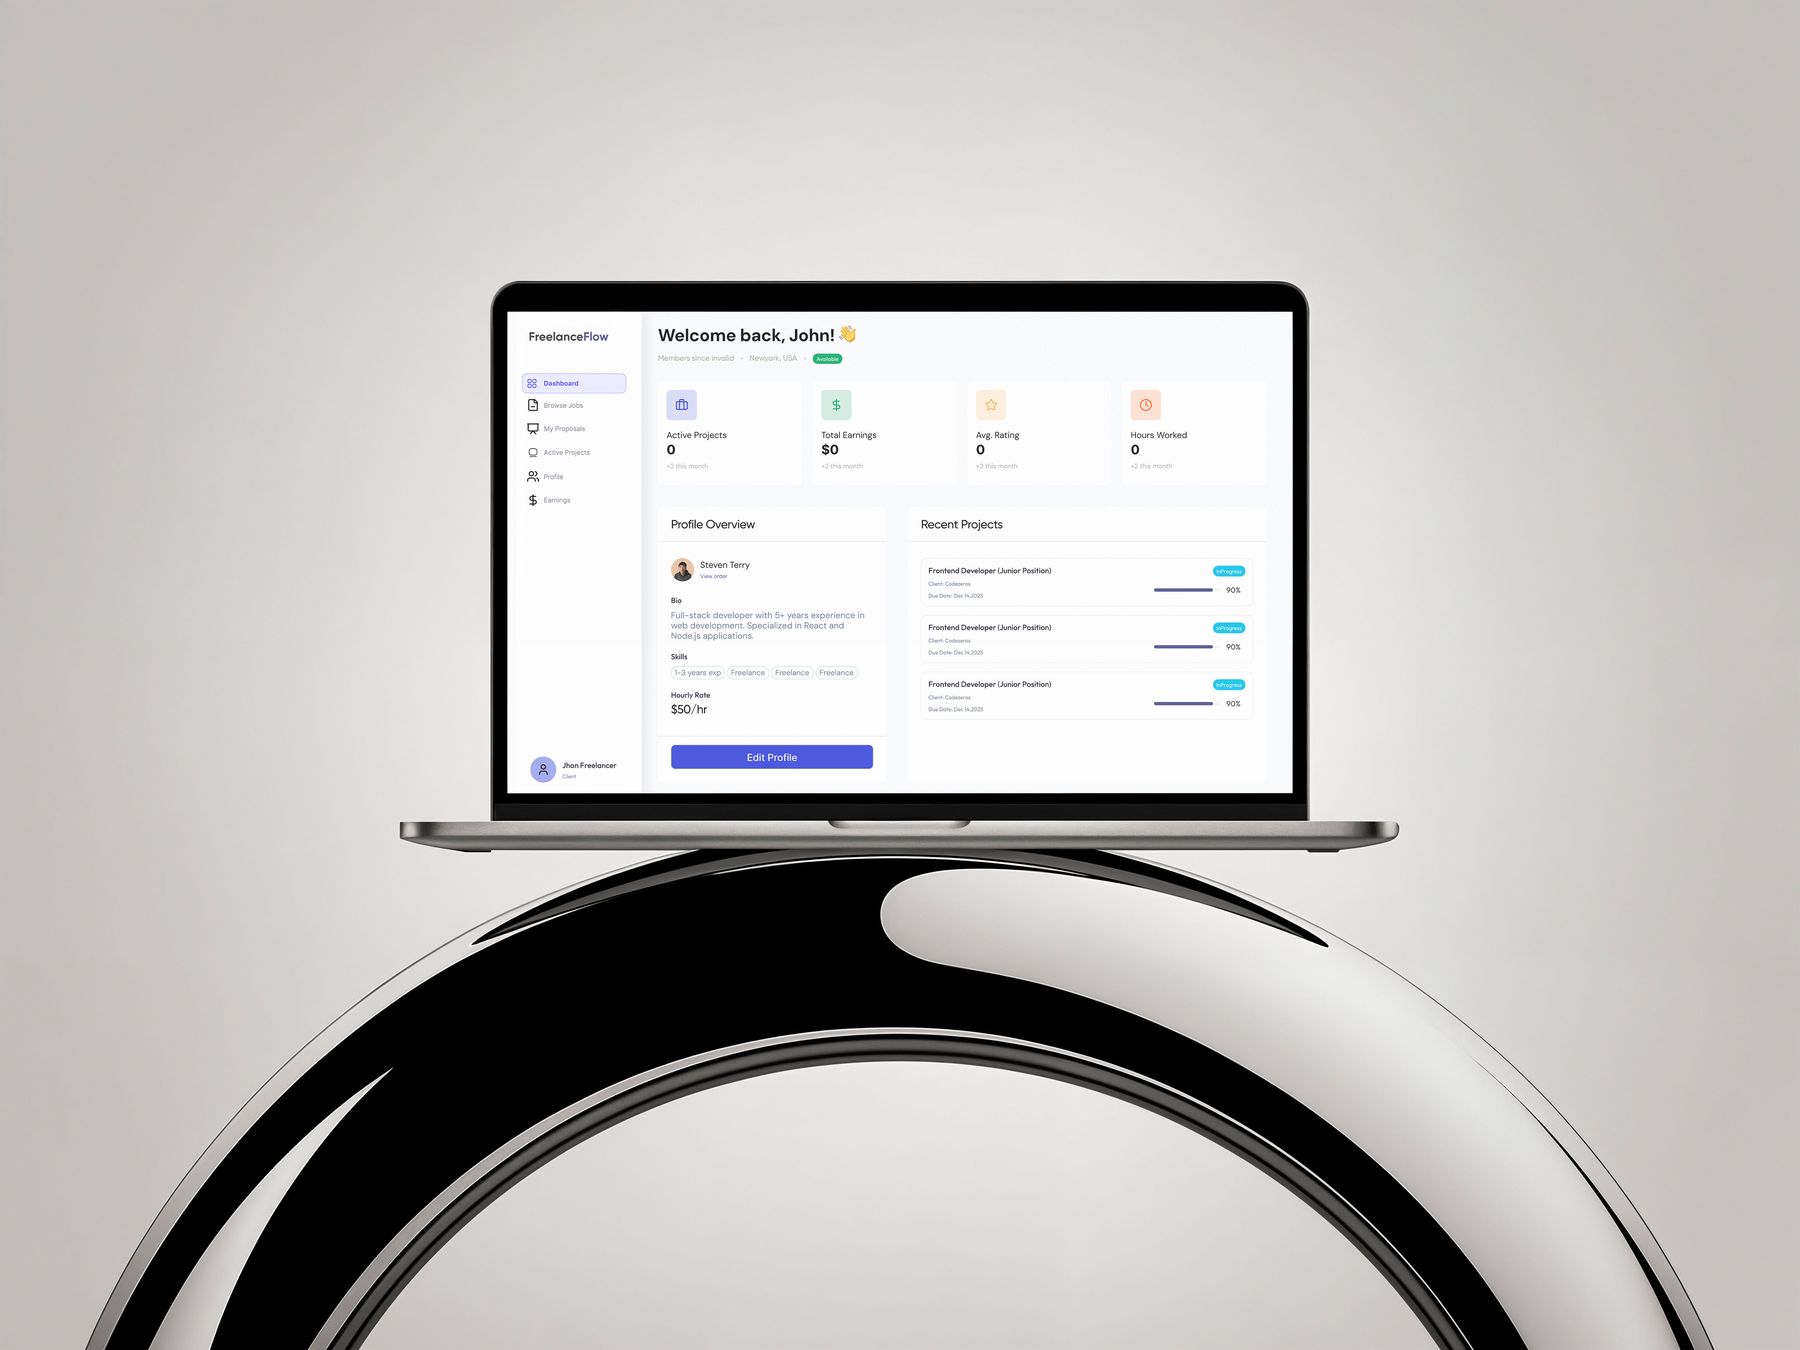 FreelanceFlow
Dashboard
Browse Jobs
My Proposals
Active Projects
Profile
Earnings
Jhon Freelancer
Client
Welcome back, John! 👋
Members since invalid • Newyork, USA • Available
Active Projects
0
+2 this month
Total Earnings
$0
+2 this month
Avg. Rating
0
+2 this month
Hours Worked
0
+2 this month
Profile Overview
Steven Terry
View order
Bio
Full-stack developer with 5+ years experience in
web development. Specialized in React and
Node.js applications.
Skills
1-3 years exp Freelance Freelance Freelance
Hourly Rate
$50/hr
Edit Profile
Recent Projects
Frontend Developer (Junior Position) InProgress
Client: Codezeros
Due Date: Dec 14,2025 90%
Frontend Developer (Junior Position) InProgress
Client: Codezeros
Due Date: Dec 14,2025 90%
Frontend Developer (Junior Position) InProgress
Client: Codezeros
Due Date: Dec 14,2025 90%